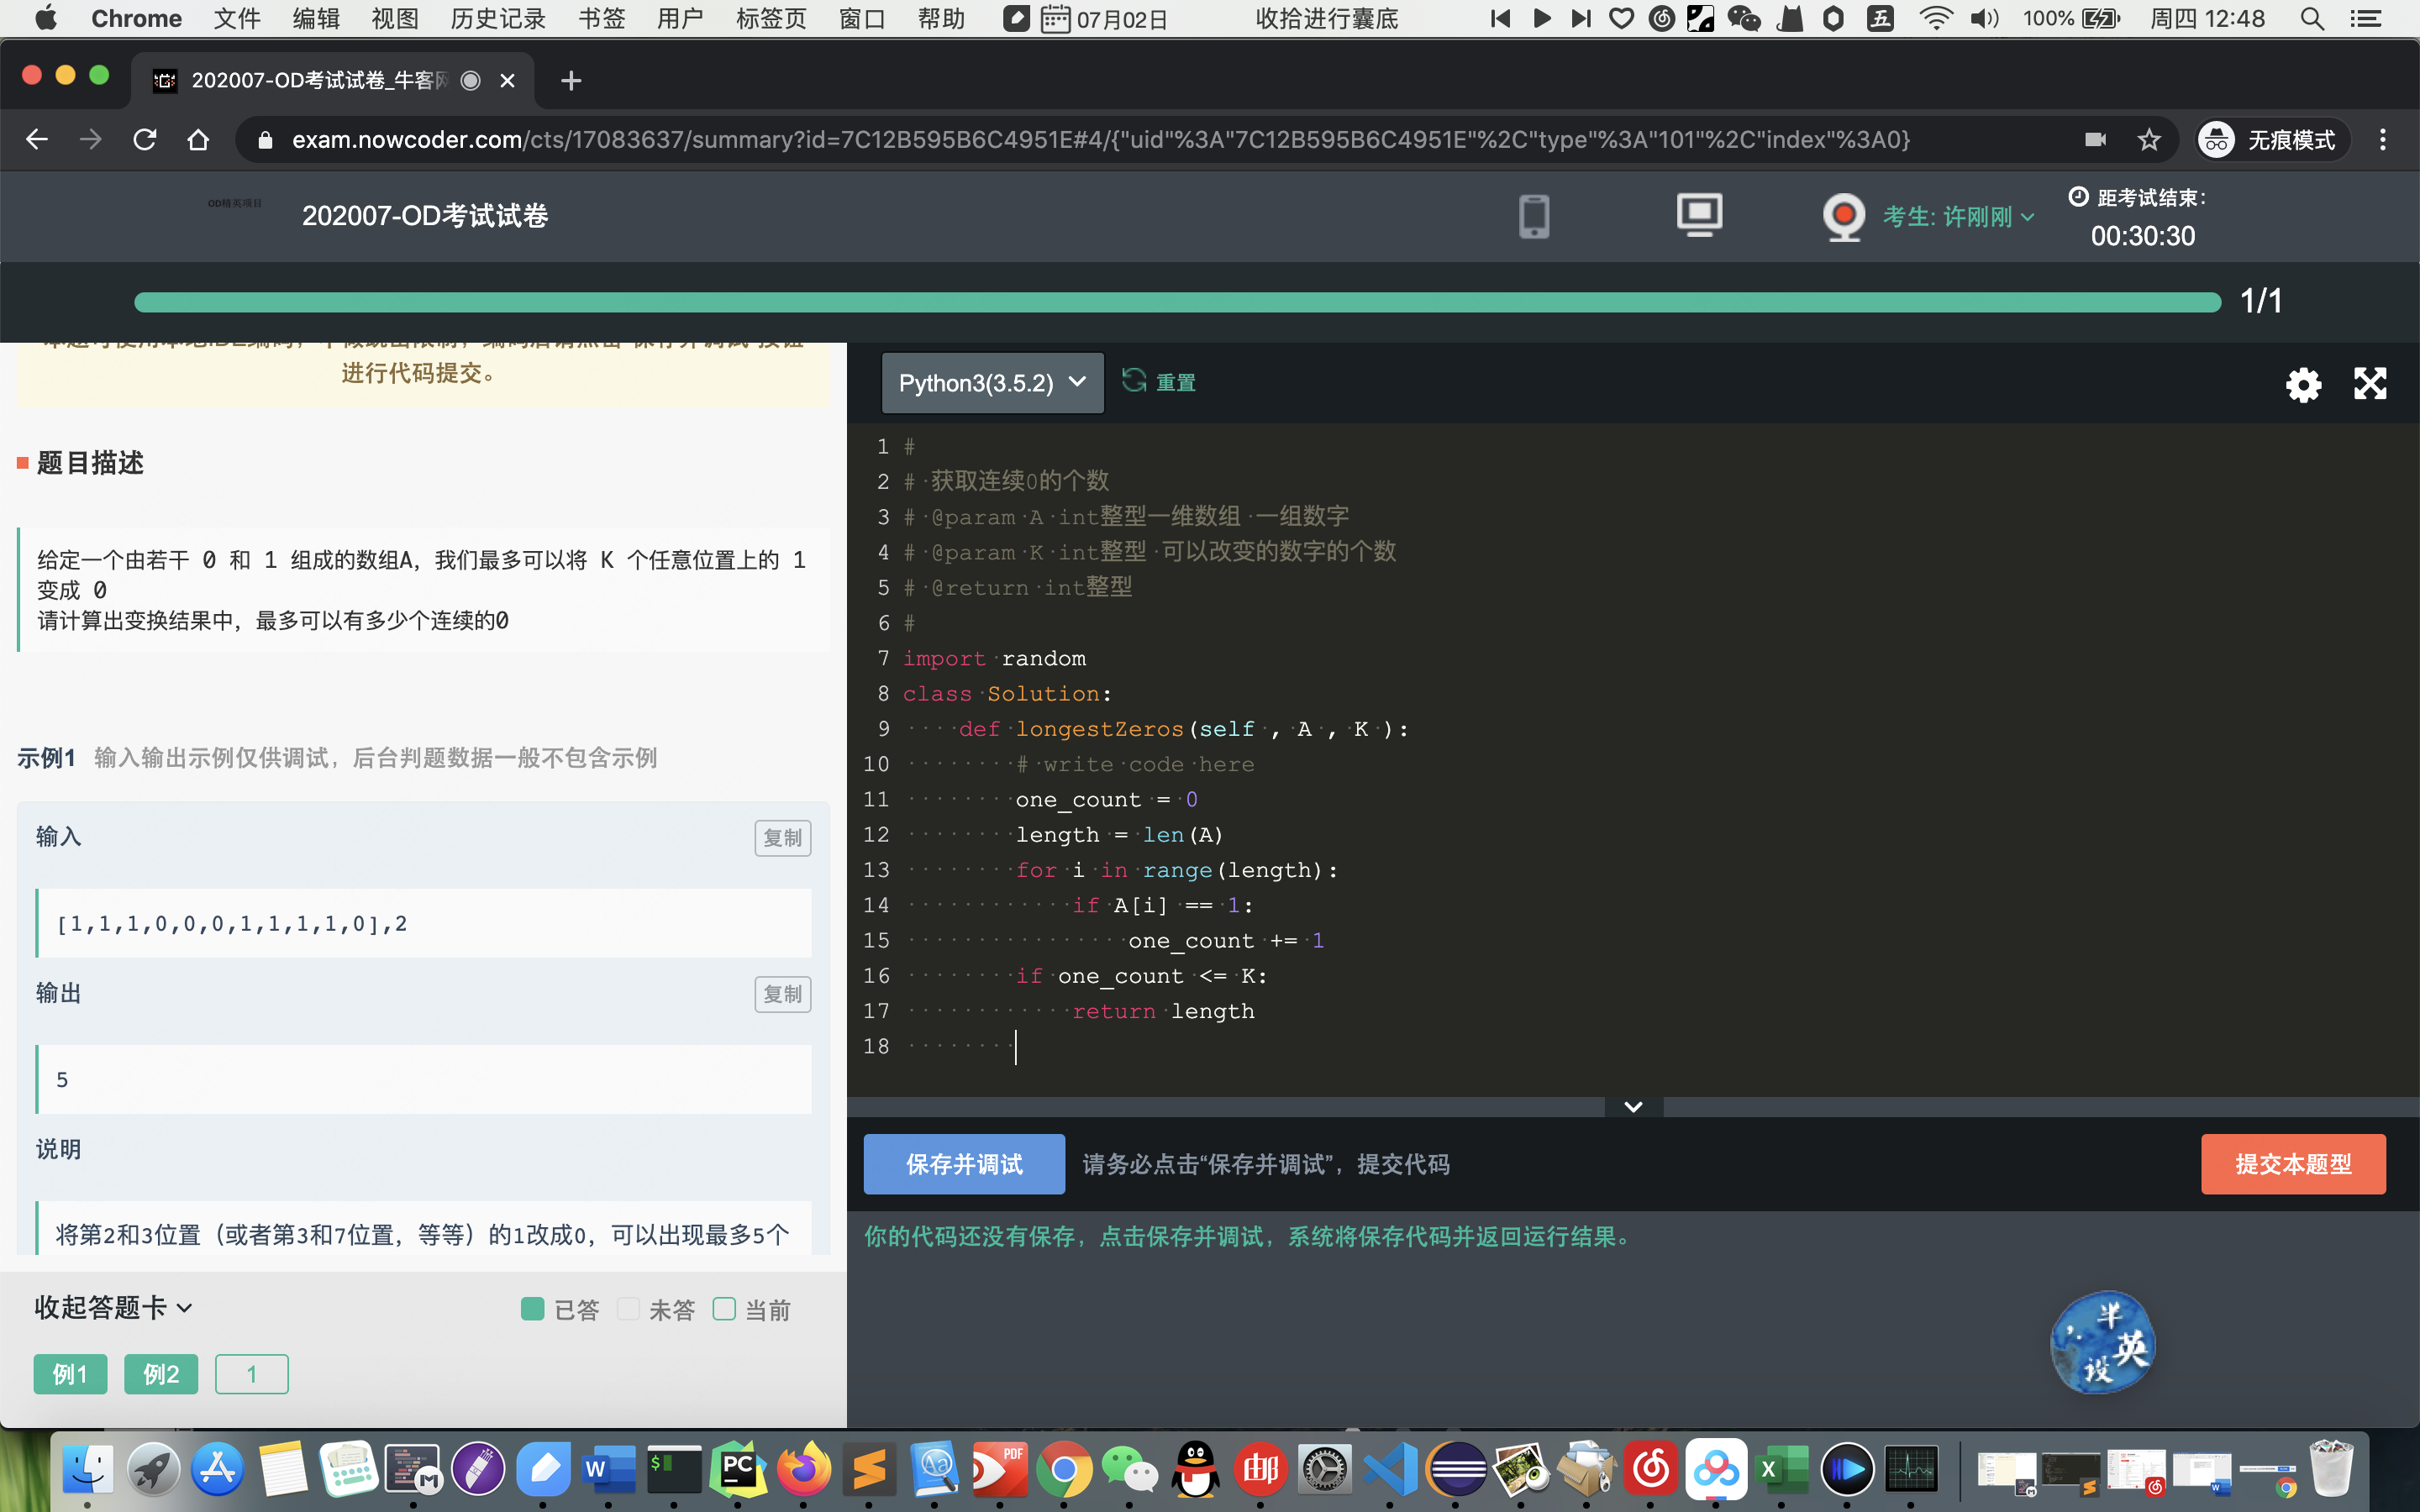 Chrome 文件 编辑 视图 历史记录 书签 用户 标签页 窗口 帮助 07月02日 收拾进行囊底 五 100% 周四 12:48
202007-OD考试试卷_牛客网
exam.nowcoder.com/cts/17083637/summary?id=7C12B595B6C4951E#4/{"uid"%3A"7C12B595B6C4951E"%2C"type"%3A"101"%2C"index"%3A0} 无痕模式
OD精英项目 202007-OD考试试卷 考生: 许刚刚 距考试结束:
00:30:30
1/1
进行代码提交。
题目描述
给定一个由若干 0 和 1 组成的数组A，我们最多可以将 K 个任意位置上的 1
变成 0
请计算出变换结果中，最多可以有多少个连续的0
示例1 输入输出示例仅供调试，后台判题数据一般不包含示例
输入 复制
[1,1,1,0,0,0,1,1,1,1,0],2
输出 复制
5
说明
将第2和3位置（或者第3和7位置，等等）的1改成0，可以出现最多5个
收起答题卡 已答 未答 当前
例1 例2 1
Python3(3.5.2) 重置
1 #
2 # 获取连续0的个数
3 # @param A int整型一维数组 一组数字
4 # @param K int整型 可以改变的数字的个数
5 # @return int整型
6 #
7 import random
8 class Solution:
9     def longestZeros(self , A , K ):
10         # write code here
11         one_count = 0
12         length = len(A)
13         for i in range(length):
14             if A[i] == 1:
15                 one_count += 1
16         if one_count <= K:
17             return length
18
保存并调试 请务必点击“保存并调试”，提交代码 提交本题型
你的代码还没有保存，点击保存并调试，系统将保存代码并返回运行结果。
半
英
设